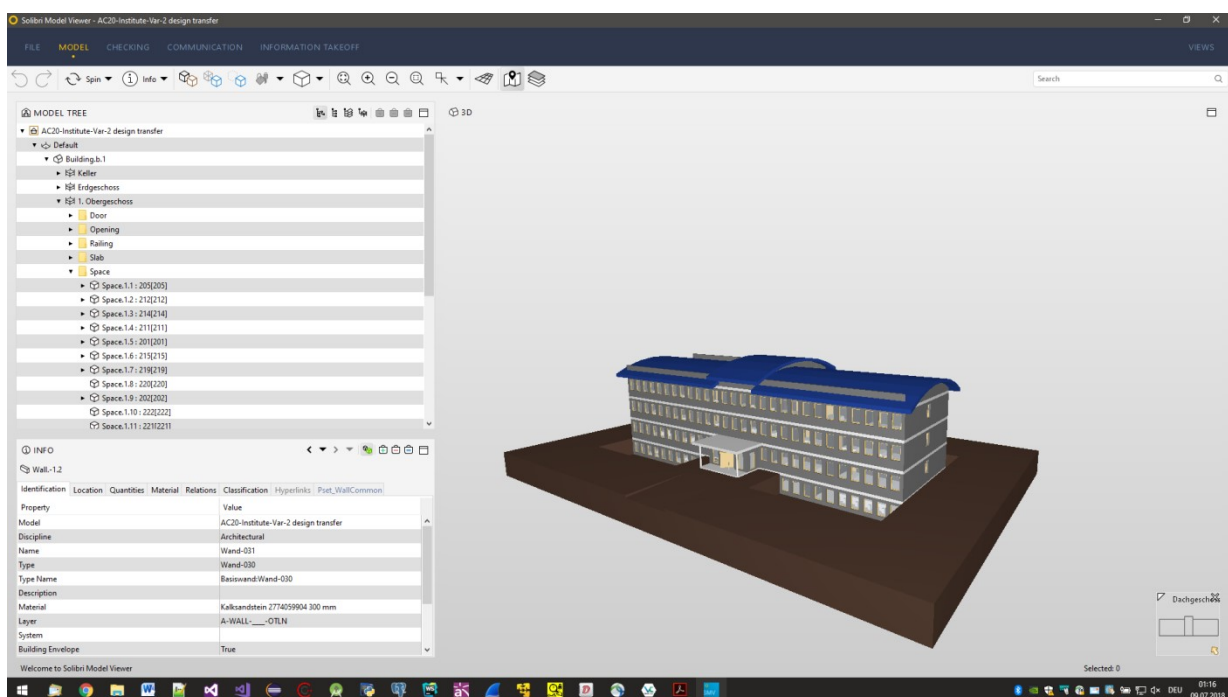 Solibri Model Viewer - AC20-Institute-Var-2 design transfer
FILE MODEL CHECKING COMMUNICATION INFORMATION TAKEOFF VIEWS
Spin Info Search
MODEL TREE
3D
AC20-Institute-Var-2 design transfer
Default
Building.b.1
Keller
Erdgeschoss
1. Obergeschoss
Door
Opening
Railing
Slab
Space
Space.1.1 : 205[205]
Space.1.2 : 212[212]
Space.1.3 : 214[214]
Space.1.4 : 211[211]
Space.1.5 : 201[201]
Space.1.6 : 215[215]
Space.1.7 : 219[219]
Space.1.8 : 220[220]
Space.1.9 : 202[202]
Space.1.10 : 222[222]
Space.1.11 : 221[221]
INFO
Wall.-1.2
Identification Location Quantities Material Relations Classification Hyperlinks Pset_WallCommon
Property Value
Model AC20-Institute-Var-2 design transfer
Discipline Architectural
Name Wand-031
Type Wand-030
Type Name Basiswand:Wand-030
Description
Material Kalksandstein 2774059904 300 mm
Layer A-WALL-___-OTLN
System
Building Envelope True
Dachgeschoss
Welcome to Solibri Model Viewer
Selected: 0
DEU
01:16
09.07.2018